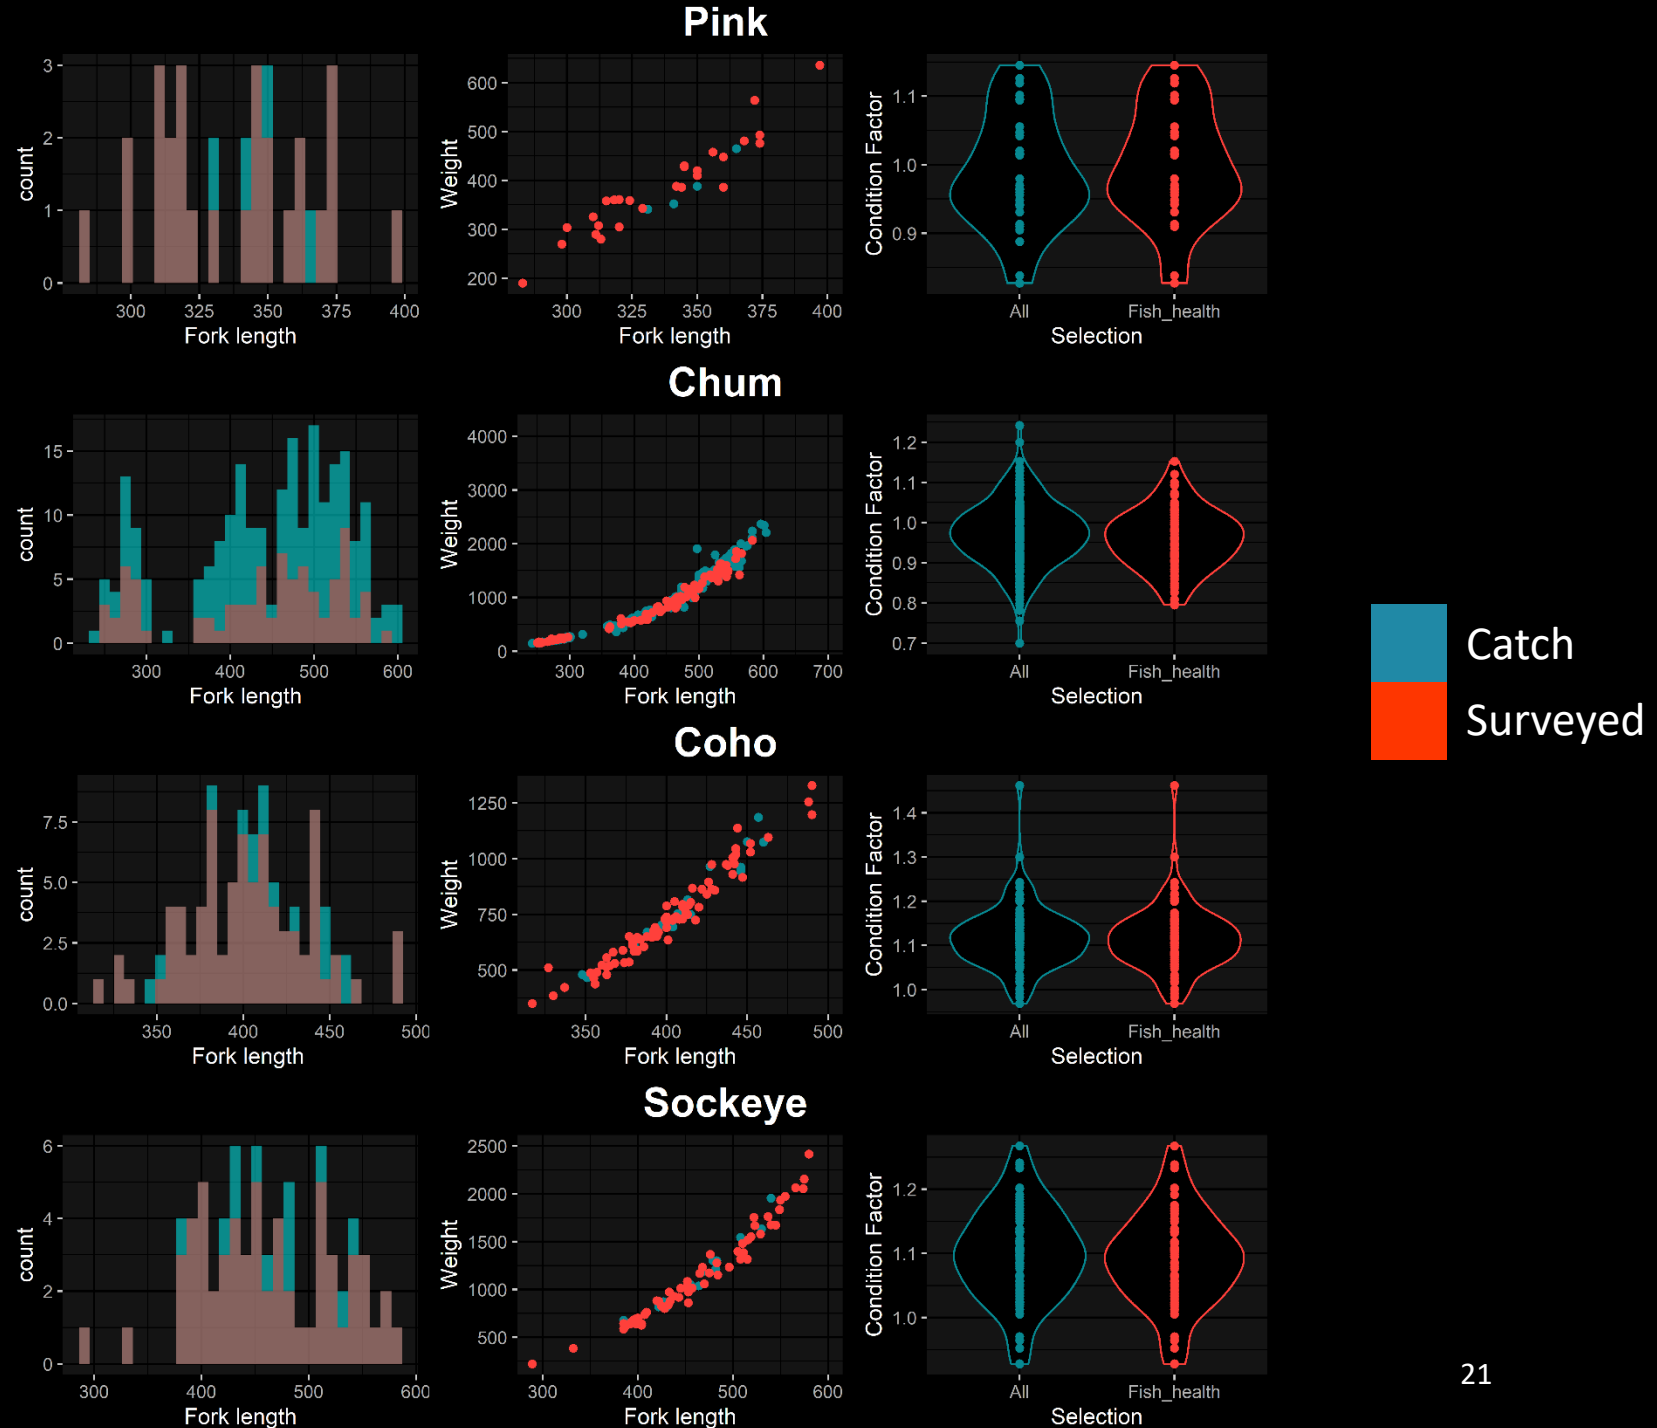 Pink
3
2
1
0
count
300 325 350 375 400
Fork length
600
500
400
300
200
Weight
300 325 350 375 400
Fork length
1.1
1.0
0.9
Condition Factor
All Fish_health
Selection
Chum
15
10
5
0
count
300 400 500 600
Fork length
4000
3000
2000
1000
0
Weight
300 400 500 600 700
Fork length
1.2
1.1
1.0
0.9
0.8
0.7
Condition Factor
All Fish_health
Selection
Catch
Surveyed
Coho
7.5
5.0
2.5
0.0
count
350 400 450 500
Fork length
1250
1000
750
500
Weight
350 400 450 500
Fork length
1.4
1.3
1.2
1.1
1.0
Condition Factor
All Fish_health
Selection
Sockeye
6
4
2
0
count
300 400 500 600
Fork length
2500
2000
1500
1000
500
Weight
300 400 500 600
Fork length
1.2
1.1
1.0
Condition Factor
All Fish_health
Selection
21